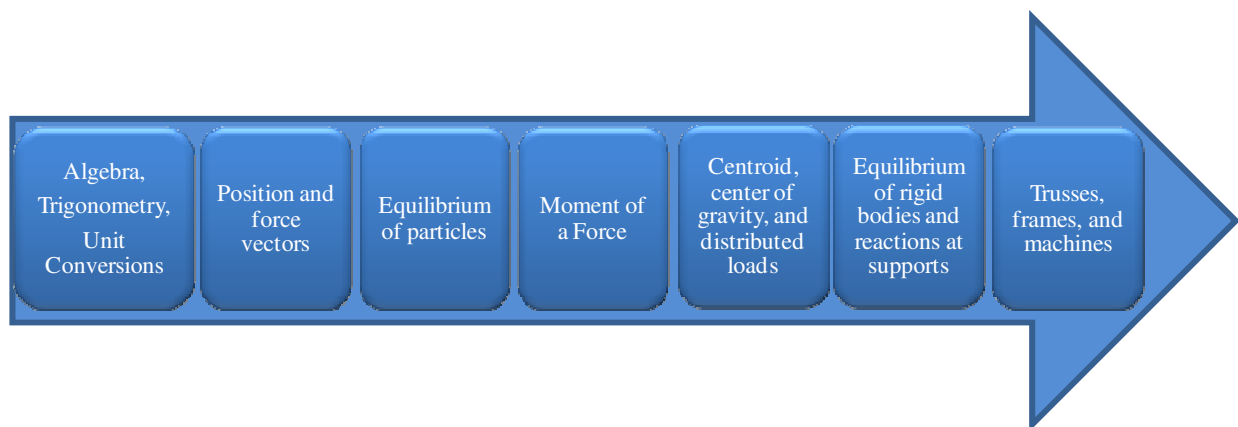 Algebra,
Trigonometry,
Unit
Conversions
Position and
force
vectors
Equilibrium
of particles
Moment of
a Force
Centroid,
center of
gravity, and
distributed
loads
Equilibrium
of rigid
bodies and
reactions at
supports
Trusses,
frames, and
machines